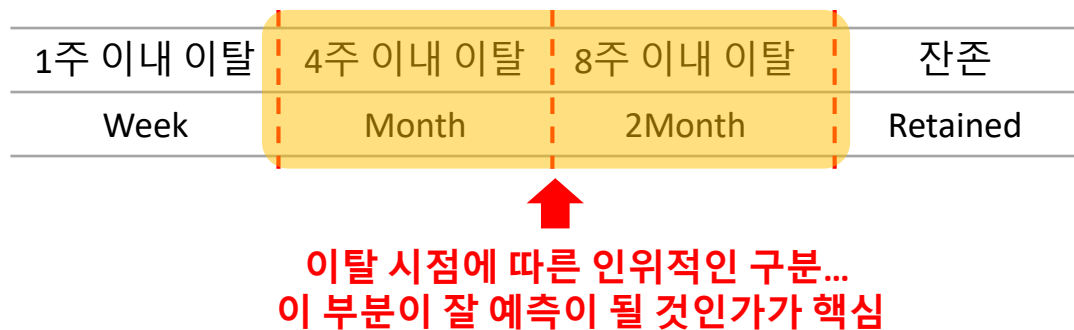 1주 이내 이탈 4주 이내 이탈 8주 이내 이탈 잔존
Week Month 2Month Retained
이탈 시점에 따른 인위적인 구분…
이 부분이 잘 예측이 될 것인가가 핵심